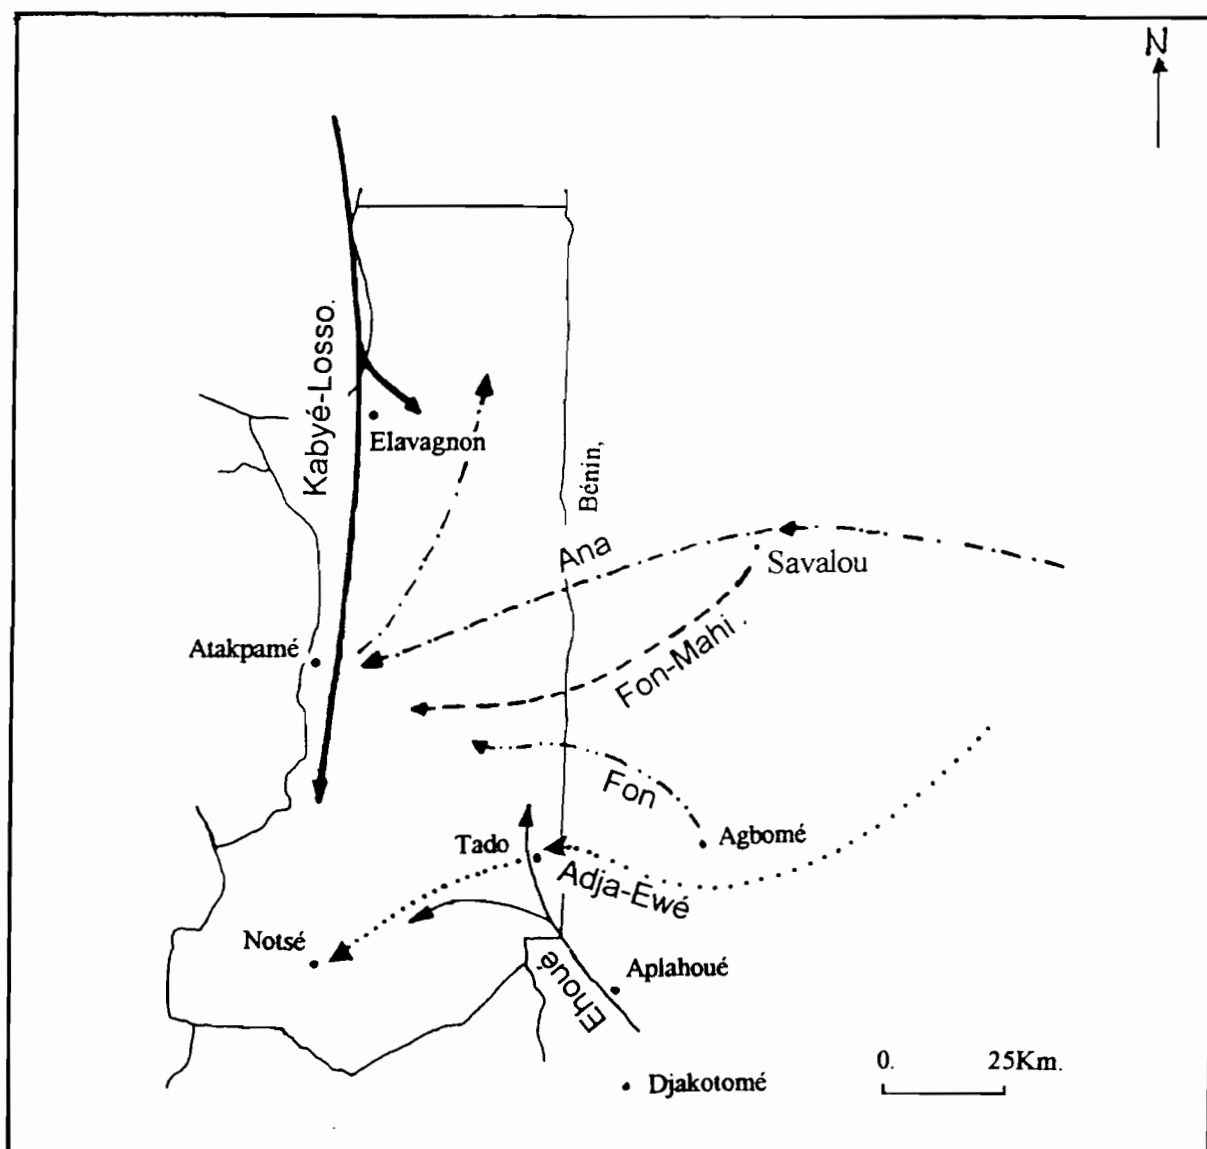 N
Kabyé-Losso.
Elavagnon
Bénin,
Ana
Savalou
Atakpamé
Fon-Mahi.
Fon
Agbomé
Tado
Adja-Ewé
Notsé
Ehoué
Aplahoué
0. 25Km.
Djakotomé